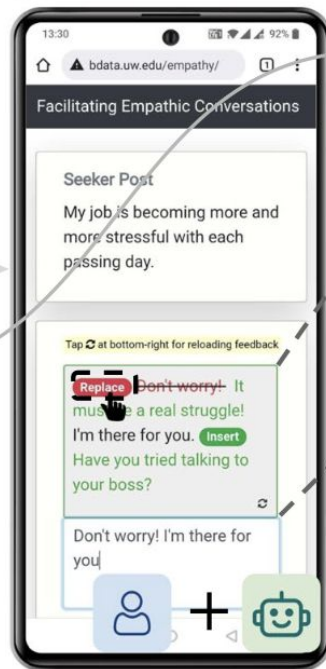 13:30
92%
bdata.uw.edu/empathy/
1
Facilitating Empathic Conversations
Seeker Post
My job is becoming more and
more stressful with each
passing day.
Tap at bottom-right for reloading feedback
Replace Don't worry! It
must be a real struggle!
I'm there for you. Insert
Have you tried talking to
your boss?
Don't worry! I'm there for
you